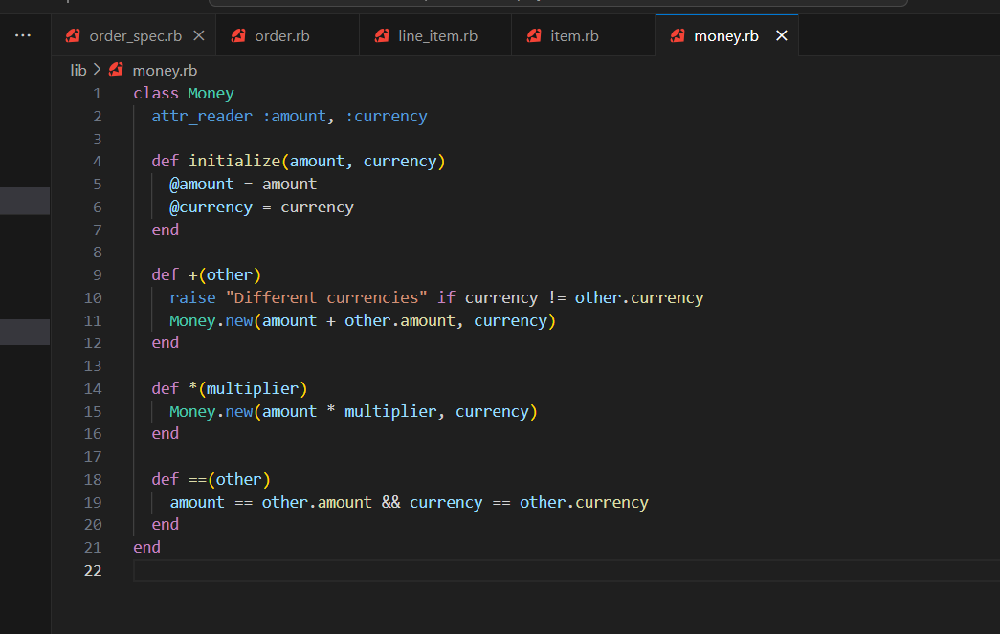 ...
order_spec.rb
order.rb
line_item.rb
item.rb
money.rb
lib > money.rb
1 class Money
2   attr_reader :amount, :currency
3
4   def initialize(amount, currency)
5     @amount = amount
6     @currency = currency
7   end
8
9   def +(other)
10     raise "Different currencies" if currency != other.currency
11     Money.new(amount + other.amount, currency)
12   end
13
14   def *(multiplier)
15     Money.new(amount * multiplier, currency)
16   end
17
18   def ==(other)
19     amount == other.amount && currency == other.currency
20   end
21 end
22